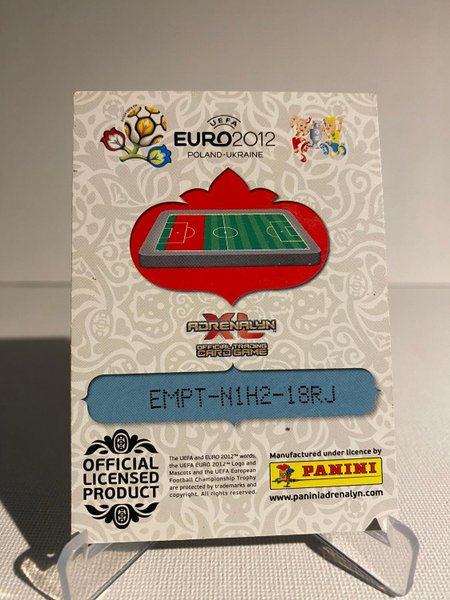 UEFA
EURO2012
POLAND-UKRAINE
ADRENALYN
XL
OFFICIAL TRADING
CARD GAME
EMPT-N1H2-18RJ
OFFICIAL
LICENSED
PRODUCT
The UEFA and EURO 2012™ words,
the UEFA EURO 2012™ Logo and
Mascots and the UEFA European
Football Championship Trophy
are protected by trademarks and
copyright. All rights reserved.
Manufactured under licence by
PANINI
www.paniniadrenalyn.com